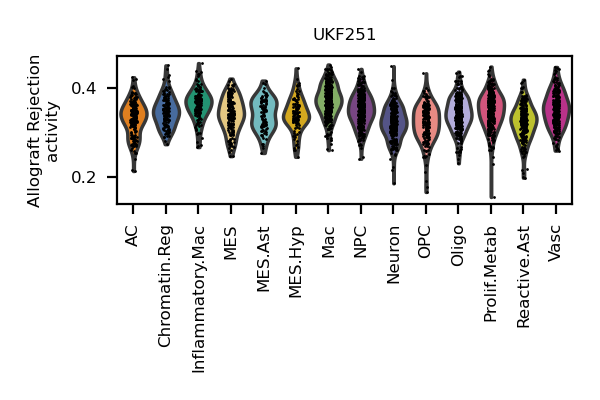 UKF251
Allograft Rejection
activity
0.4
0.2
AC
Chromatin.Reg
Inflammatory.Mac
MES
MES.Ast
MES.Hyp
Mac
NPC
Neuron
OPC
Oligo
Prolif.Metab
Reactive.Ast
Vasc